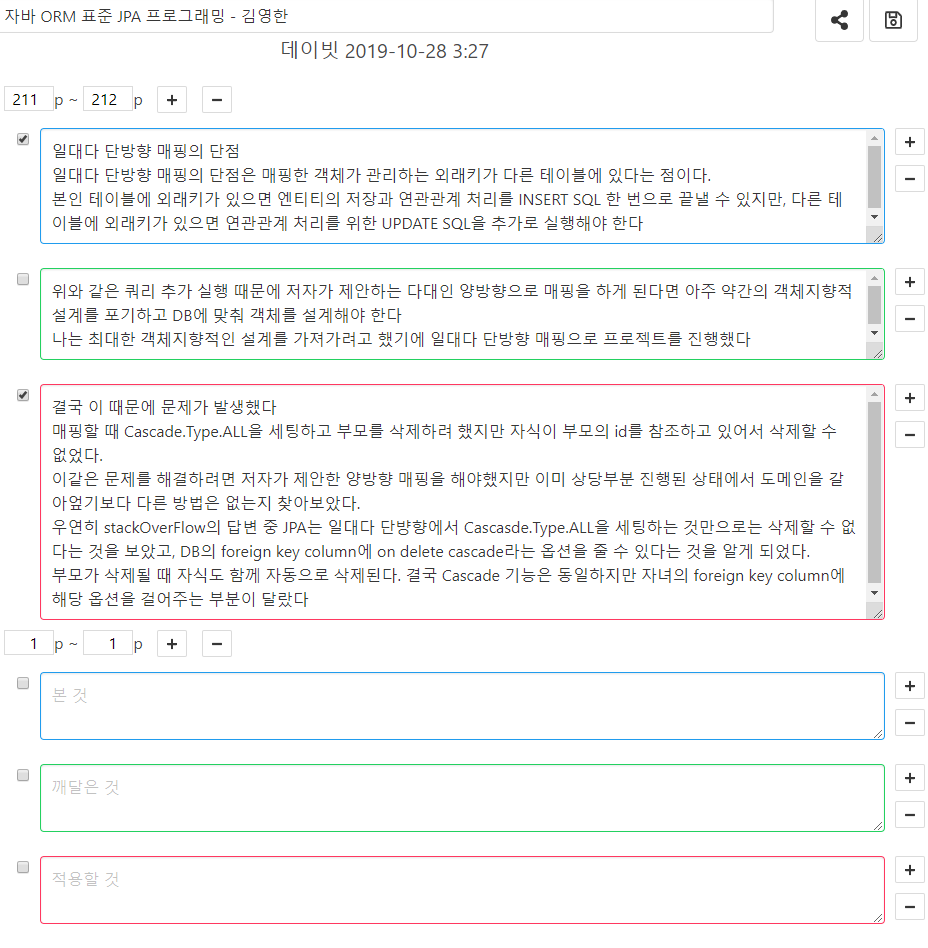 자바 ORM 표준 JPA 프로그래밍 - 김영한
데이빗 2019-10-28 3:27
211 p ~ 212 p + −
일대다 단방향 매핑의 단점
일대다 단방향 매핑의 단점은 매핑한 객체가 관리하는 외래키가 다른 테이블에 있다는 점이다.
본인 테이블에 외래키가 있으면 엔티티의 저장과 연관관계 처리를 INSERT SQL 한 번으로 끝낼 수 있지만, 다른 테
이블에 외래키가 있으면 연관관계 처리를 위한 UPDATE SQL을 추가로 실행해야 한다
+
−
위와 같은 쿼리 추가 실행 때문에 저자가 제안하는 다대인 양방향으로 매핑을 하게 된다면 아주 약간의 객체지향적
설계를 포기하고 DB에 맞춰 객체를 설계해야 한다
나는 최대한 객체지향적인 설계를 가져가려고 했기에 일대다 단방향 매핑으로 프로젝트를 진행했다
+
−
결국 이 때문에 문제가 발생했다
매핑할 때 Cascade.Type.ALL을 세팅하고 부모를 삭제하려 했지만 자식이 부모의 id를 참조하고 있어서 삭제할 수
없었다.
이같은 문제를 해결하려면 저자가 제안한 양방향 매핑을 해야했지만 이미 상당부분 진행된 상태에서 도메인을 갈
아엎기보다 다른 방법은 없는지 찾아보았다.
우연히 stackOverFlow의 답변 중 JPA는 일대다 단뱡향에서 Cascasde.Type.ALL을 세팅하는 것만으로는 삭제할 수 없
다는 것을 보았고, DB의 foreign key column에 on delete cascade라는 옵션을 줄 수 있다는 것을 알게 되었다.
부모가 삭제될 때 자식도 함께 자동으로 삭제된다. 결국 Cascade 기능은 동일하지만 자녀의 foreign key column에
해당 옵션을 걸어주는 부분이 달랐다
+
−
1 p ~ 1 p + −
본 것
+
−
깨달은 것
+
−
적용할 것
+
−